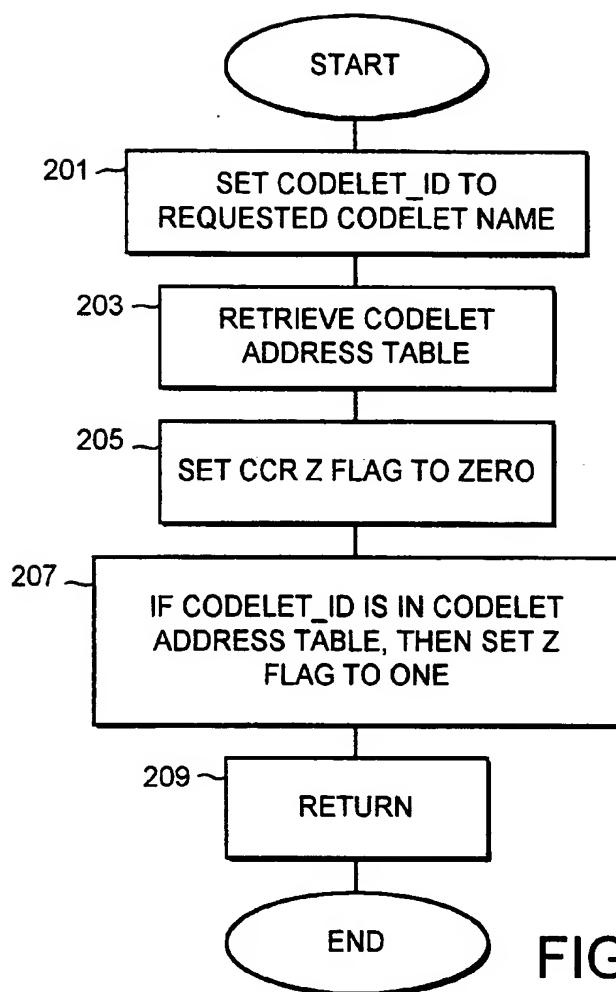 START
201
SET CODELET_ID TO
REQUESTED CODELET NAME
203
RETRIEVE CODELET
ADDRESS TABLE
205
SET CCR Z FLAG TO ZERO
207
IF CODELET_ID IS IN CODELET
ADDRESS TABLE, THEN SET Z
FLAG TO ONE
209
RETURN
END
FIG